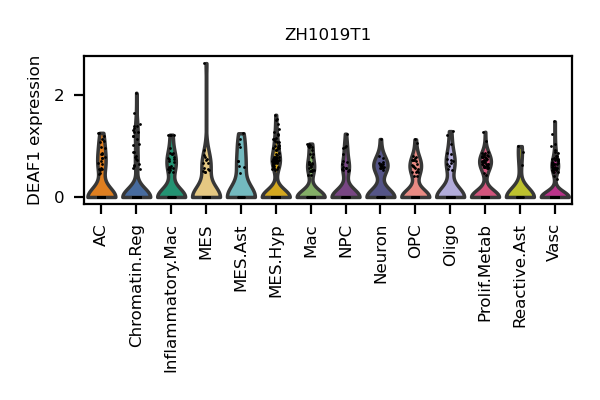 ZH1019T1
DEAF1 expression
2
0
AC
Chromatin.Reg
Inflammatory.Mac
MES
MES.Ast
MES.Hyp
Mac
NPC
Neuron
OPC
Oligo
Prolif.Metab
Reactive.Ast
Vasc